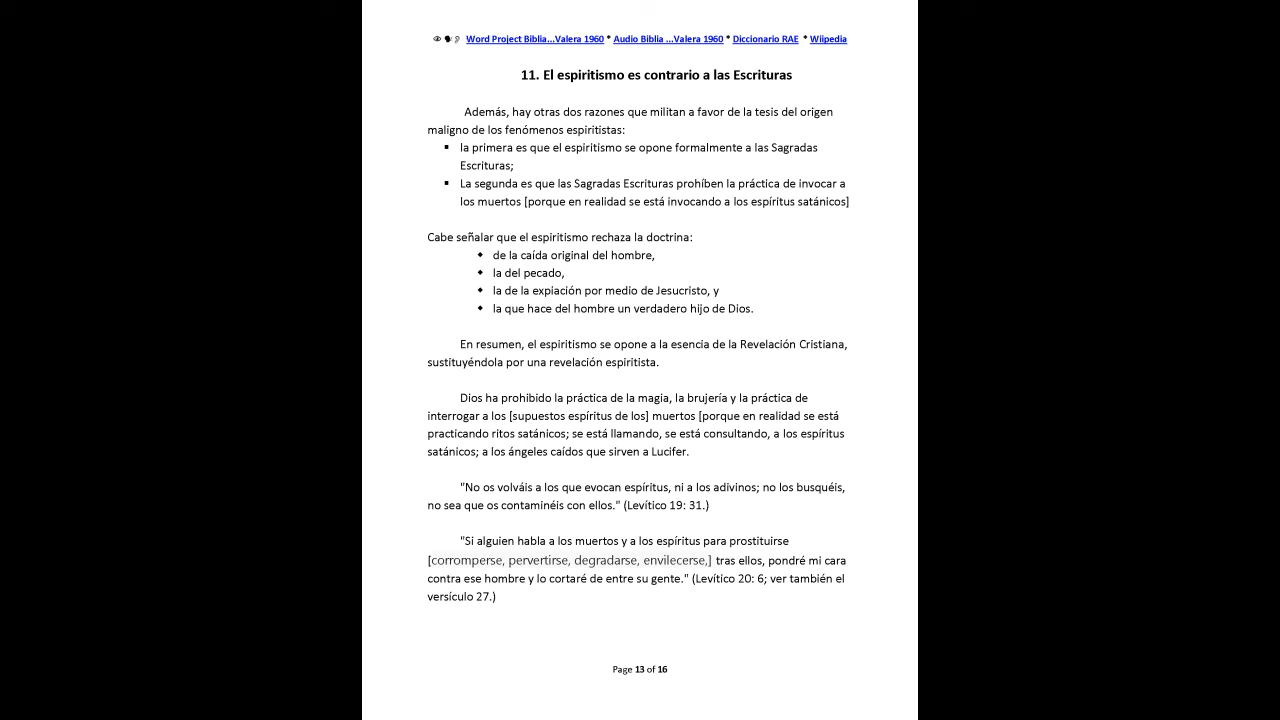 Word Project Biblia...Valera 1960 * Audio Biblia ...Valera 1960 * Diccionario RAE * Wiipedia
11. El espiritismo es contrario a las Escrituras
Además, hay otras dos razones que militan a favor de la tesis del origen
maligno de los fenómenos espiritistas:
▪ la primera es que el espiritismo se opone formalmente a las Sagradas
Escrituras;
▪ La segunda es que las Sagradas Escrituras prohíben la práctica de invocar a
los muertos [porque en realidad se está invocando a los espíritus satánicos]
Cabe señalar que el espiritismo rechaza la doctrina:
◆ de la caída original del hombre,
◆ la del pecado,
◆ la de la expiación por medio de Jesucristo, y
◆ la que hace del hombre un verdadero hijo de Dios.
En resumen, el espiritismo se opone a la esencia de la Revelación Cristiana,
sustituyéndola por una revelación espiritista.
Dios ha prohibido la práctica de la magia, la brujería y la práctica de
interrogar a los [supuestos espíritus de los] muertos [porque en realidad se está
practicando ritos satánicos; se está llamando, se está consultando, a los espíritus
satánicos; a los ángeles caídos que sirven a Lucifer.
"No os volváis a los que evocan espíritus, ni a los adivinos; no los busquéis,
no sea que os contaminéis con ellos." (Levítico 19: 31.)
"Si alguien habla a los muertos y a los espíritus para prostituirse
[corromperse, pervertirse, degradarse, envilecerse,] tras ellos, pondré mi cara
contra ese hombre y lo cortaré de entre su gente." (Levítico 20: 6; ver también el
versículo 27.)
Page 13 of 16